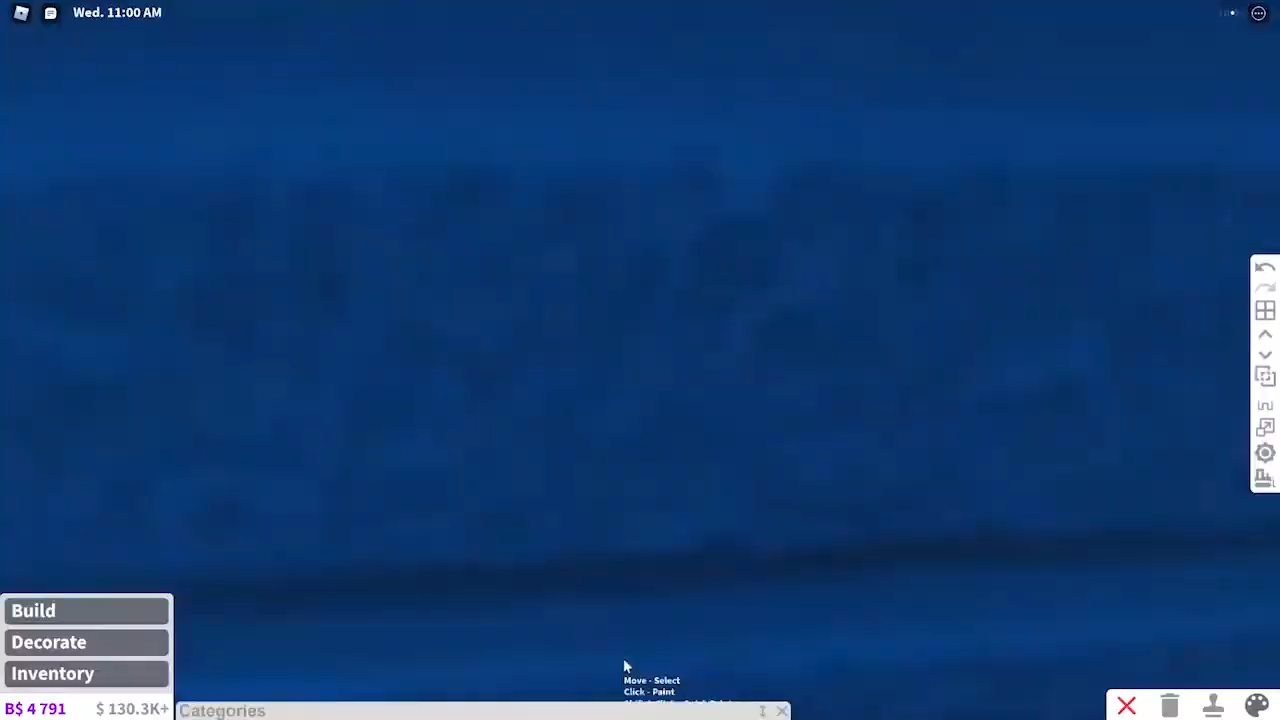 Wed. 11:00 AM
Build
Decorate
Inventory
B$ 4 791 $ 130.3K+
Categories
Move - Select
Click - Paint